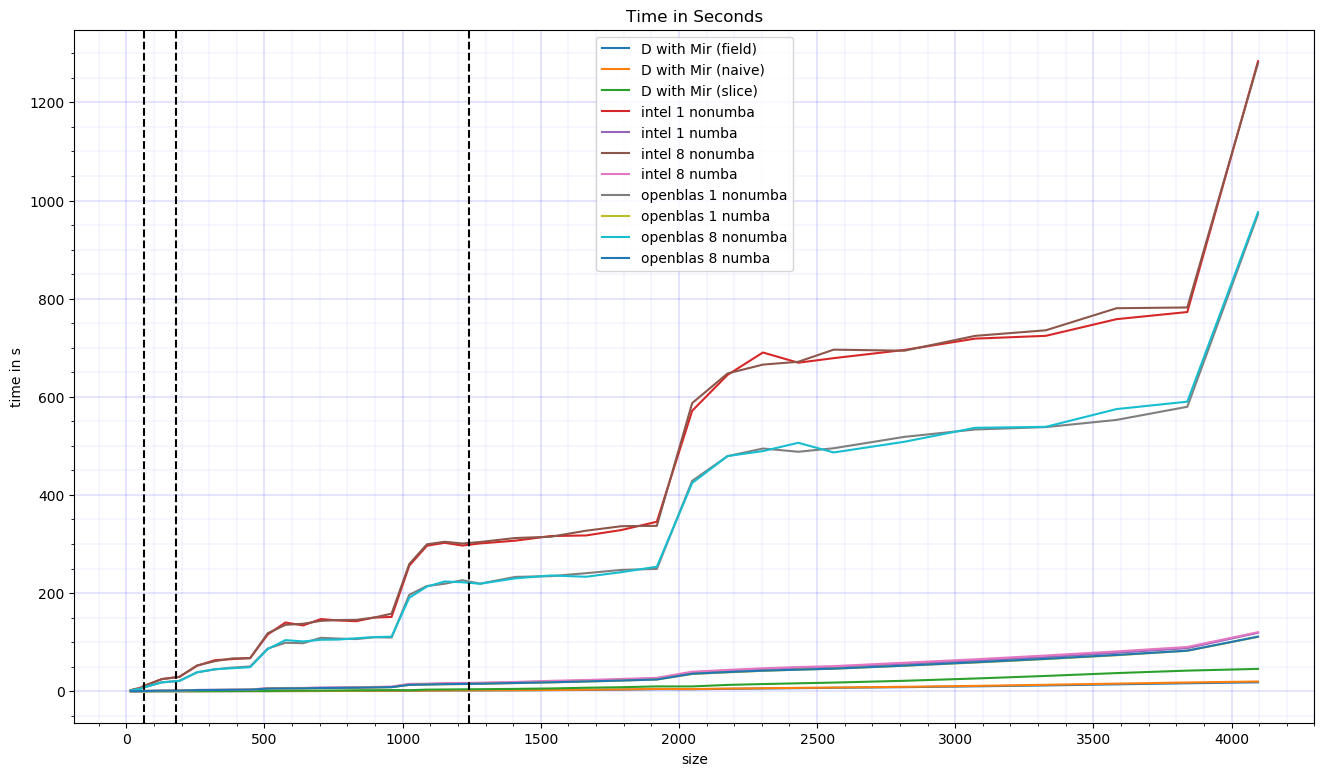 Time in Seconds
D with Mir (field)
D with Mir (naive)
D with Mir (slice)
intel 1 nonumba
intel 1 numba
intel 8 nonumba
intel 8 numba
openblas 1 nonumba
openblas 1 numba
openblas 8 nonumba
openblas 8 numba
time in s
1200
1000
800
600
400
200
0
0 500 1000 1500 2000 2500 3000 3500 4000
size